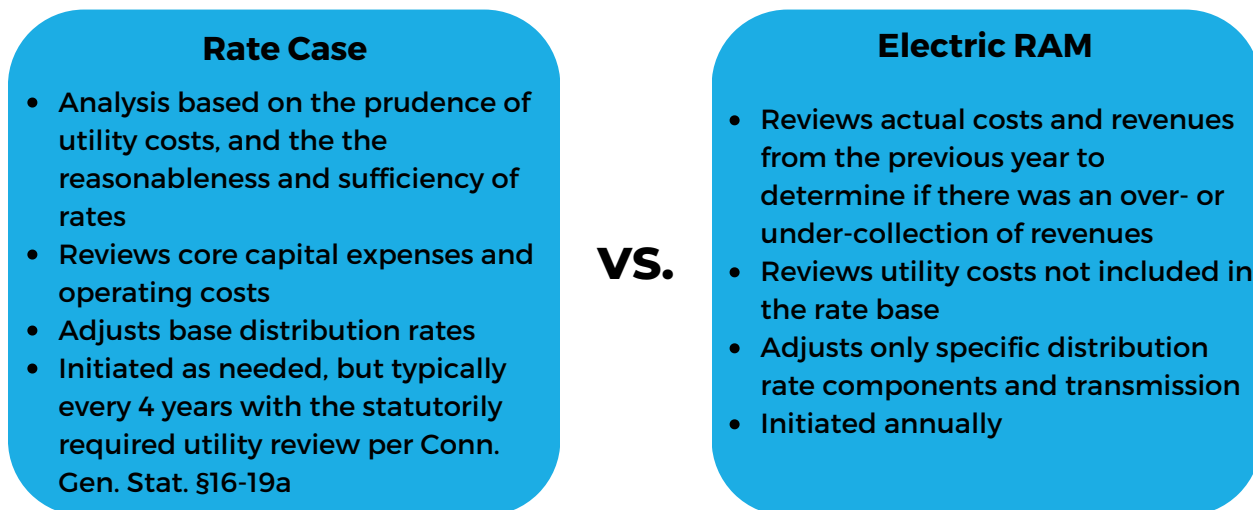 Rate Case
• Analysis based on the prudence of
utility costs, and the the
reasonableness and sufficiency of
rates
• Reviews core capital expenses and
operating costs
• Adjusts base distribution rates
• Initiated as needed, but typically
every 4 years with the statutorily
required utility review per Conn.
Gen. Stat. §16-19a
vs.
Electric RAM
• Reviews actual costs and revenues
from the previous year to
determine if there was an over- or
under-collection of revenues
• Reviews utility costs not included in
the rate base
• Adjusts only specific distribution
rate components and transmission
• Initiated annually